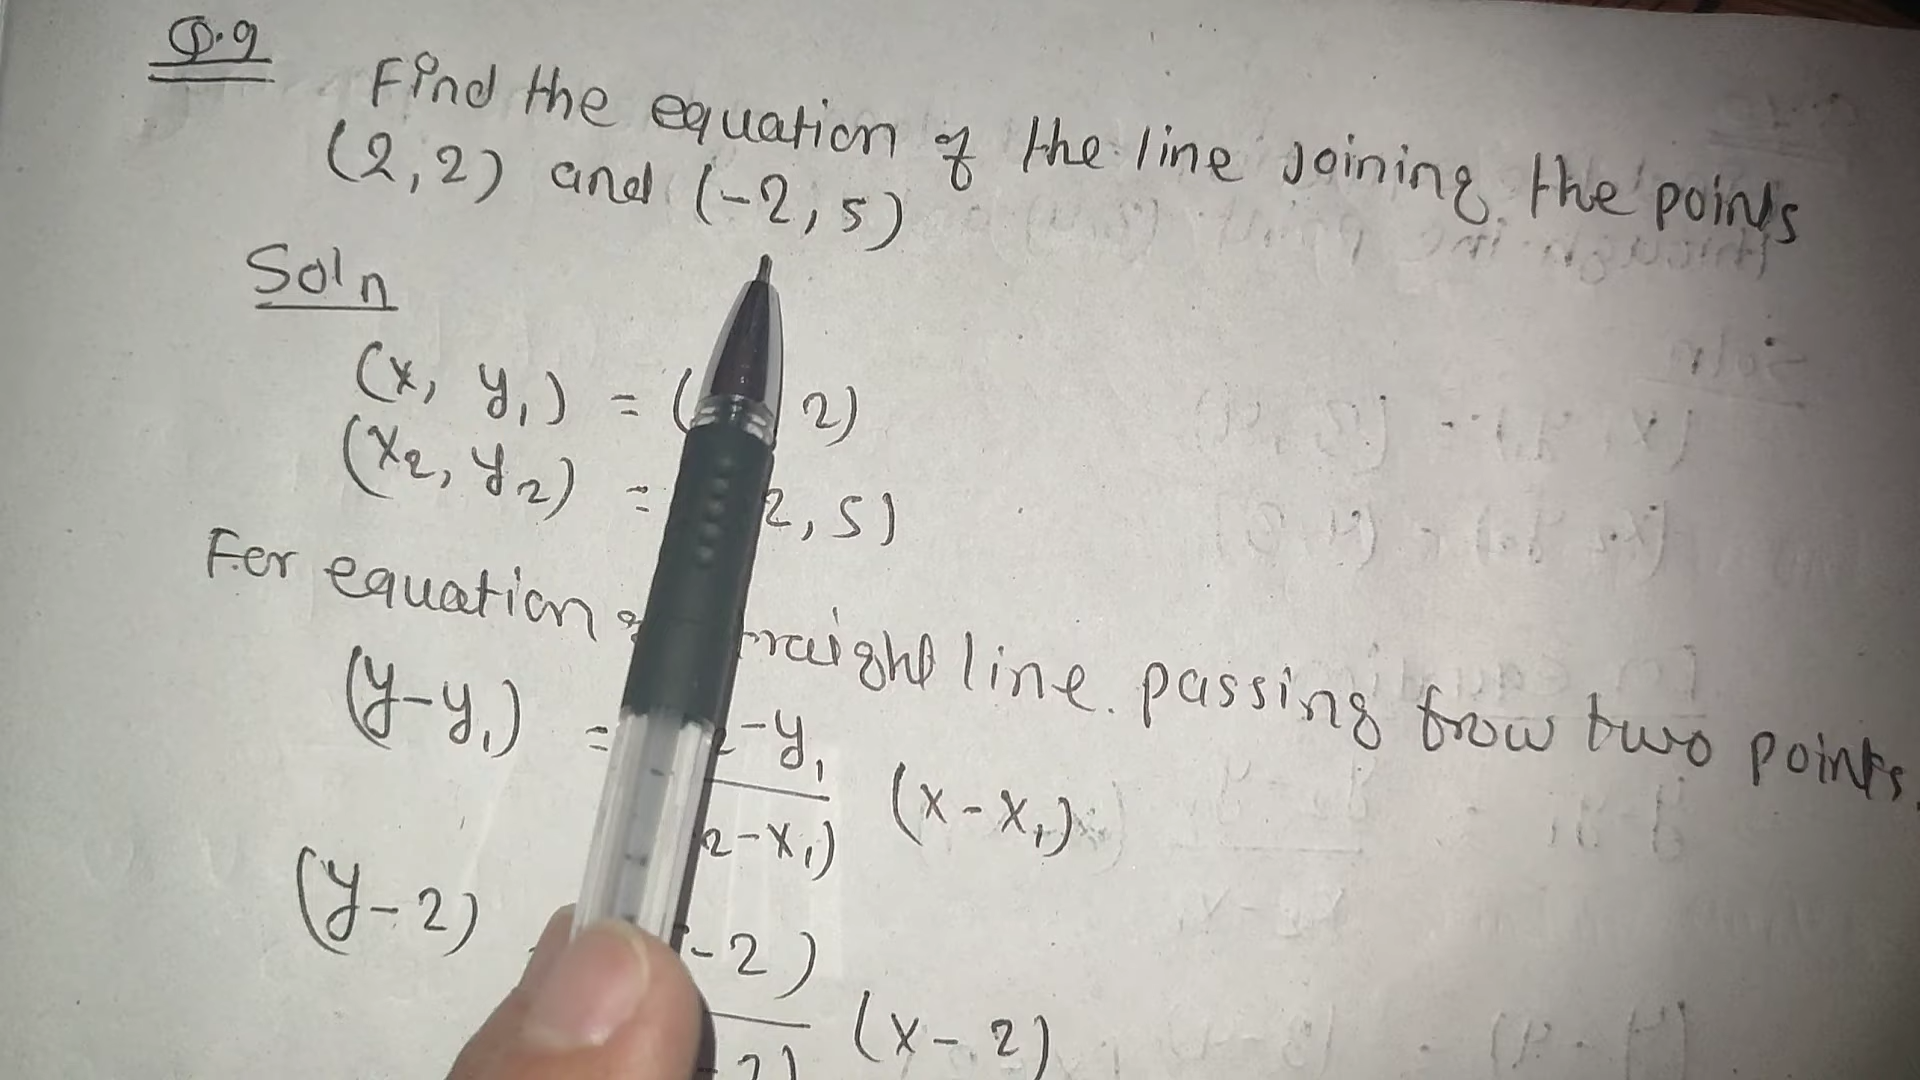 Q.9
Find the equation of the line Joining the points
(2,2) and (-2,5)
Soln
(x, y₁) = ( 2)
(x₂, y₂) = 2,5)
For equation line passing from two points.
(y-y₁) = -y₁ (x-x₁)
2-x₁)
(y-2) -2) (x-2)
2)